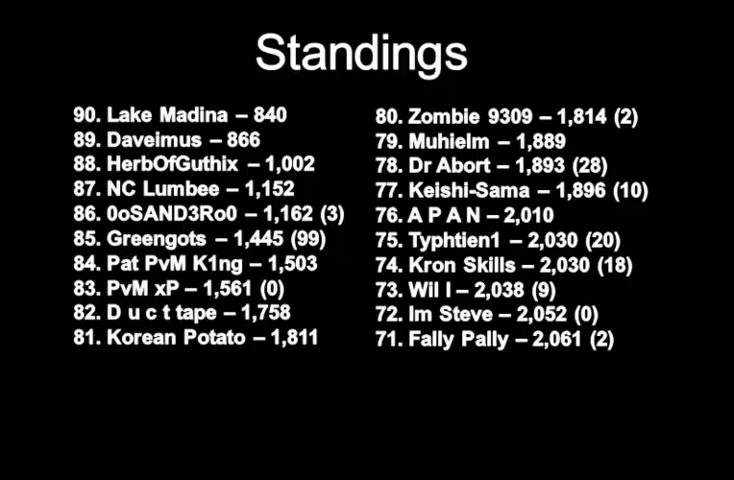 Standings
90. Lake Madina – 840
89. Daveimus – 866
88. HerbOfGuthix – 1,002
87. NC Lumbee – 1,152
86. 0oSAND3Ro0 – 1,162 (3)
85. Greengots – 1,445 (99)
84. Pat PvM K1ng – 1,503
83. PvM xP – 1,561 (0)
82. D u c t tape – 1,758
81. Korean Potato – 1,811
80. Zombie 9309 – 1,814 (2)
79. Muhielm – 1,889
78. Dr Abort – 1,893 (28)
77. Keishi-Sama – 1,896 (10)
76. A P A N – 2,010
75. Typhtien1 – 2,030 (20)
74. Kron Skills – 2,030 (18)
73. Wil l – 2,038 (9)
72. Im Steve – 2,052 (0)
71. Fally Pally – 2,061 (2)